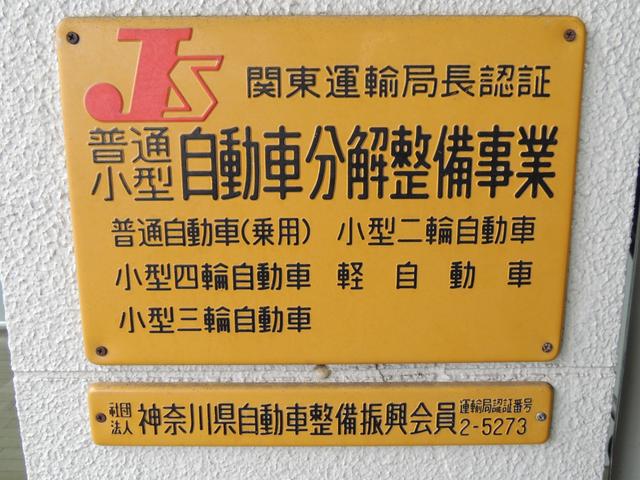 JS 関東運輸局長認証
普通
小型 自動車分解整備事業
普通自動車(乗用) 小型二輪自動車
小型四輪自動車 軽自動車
小型三輪自動車
社団
法人 神奈川県自動車整備振興会員 運輸局認証番号
2-5273